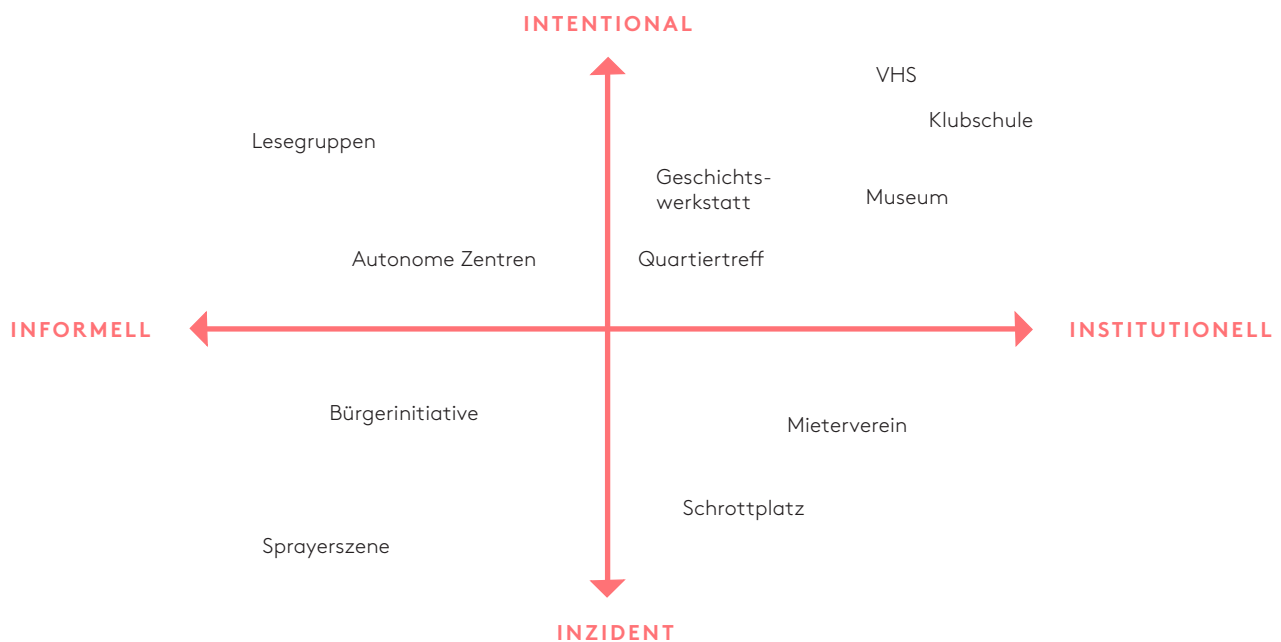 INTENTIONAL
VHS
Klubschule
Lesegruppen
Geschichts-
werkstatt
Museum
Autonome Zentren
Quartiertreff
INFORMELL
INSTITUTIONELL
Bürgerinitiative
Mieterverein
Schrottplatz
Sprayerszene
INZIDENT